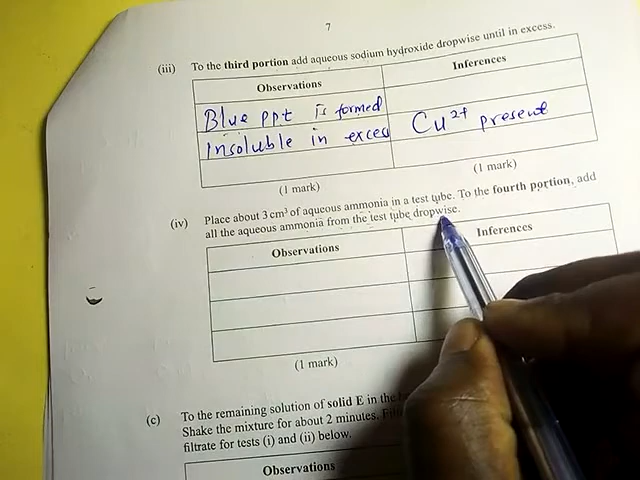 7
(iii) To the third portion add aqueous sodium hydroxide dropwise until in excess.
Observations Inferences
Blue ppt is formed
Insoluble in excess Cu²⁺ present
(1 mark) (1 mark)
(iv) Place about 3 cm³ of aqueous ammonia in a test tube. To the fourth portion, add
all the aqueous ammonia from the test tube dropwise.
Observations Inferences
(1 mark)
(c) To the remaining solution of solid E in the
Shake the mixture for about 2 minutes.
filtrate for tests (i) and (ii) below.
Observations